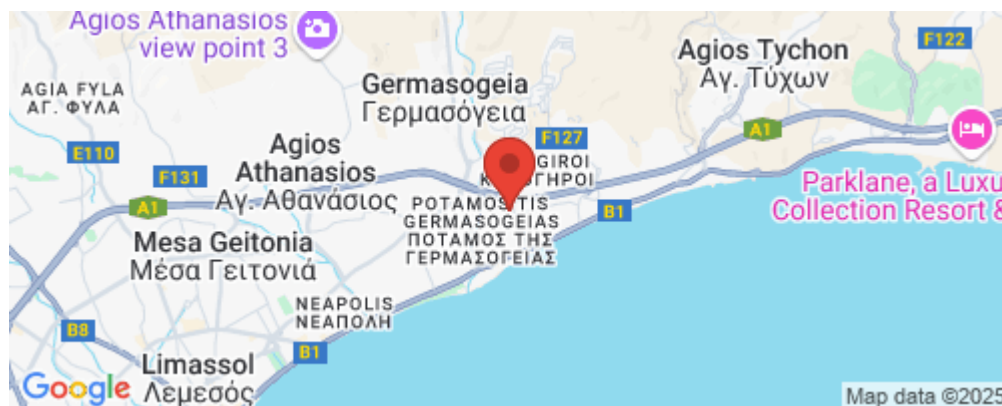 Agios Athanasios
view point 3
Agios Tychon
Αγ. Τύχων
F122
AGIA FYLA
ΑΓ. ΦΥΛΑ
Germasogeia
Γερμασόγεια
A1
F127
E110
Agios
Athanasios
Αγ. Αθανάσιος
F131
A1
POTAMOS TIS
GERMASOGEIAS
ΠΟΤΑΜΟΣ ΤΗΣ
ΓΕΡΜΑΣΟΓΕΙΑΣ
B1
Parklane, a Luxu
Collection Resort &
Mesa Geitonia
Μέσα Γειτονιά
NEAPOLIS
ΝΕΑΠΟΛΗ
B8
B1
Limassol
Λεμεσός
Google
Map data ©2025